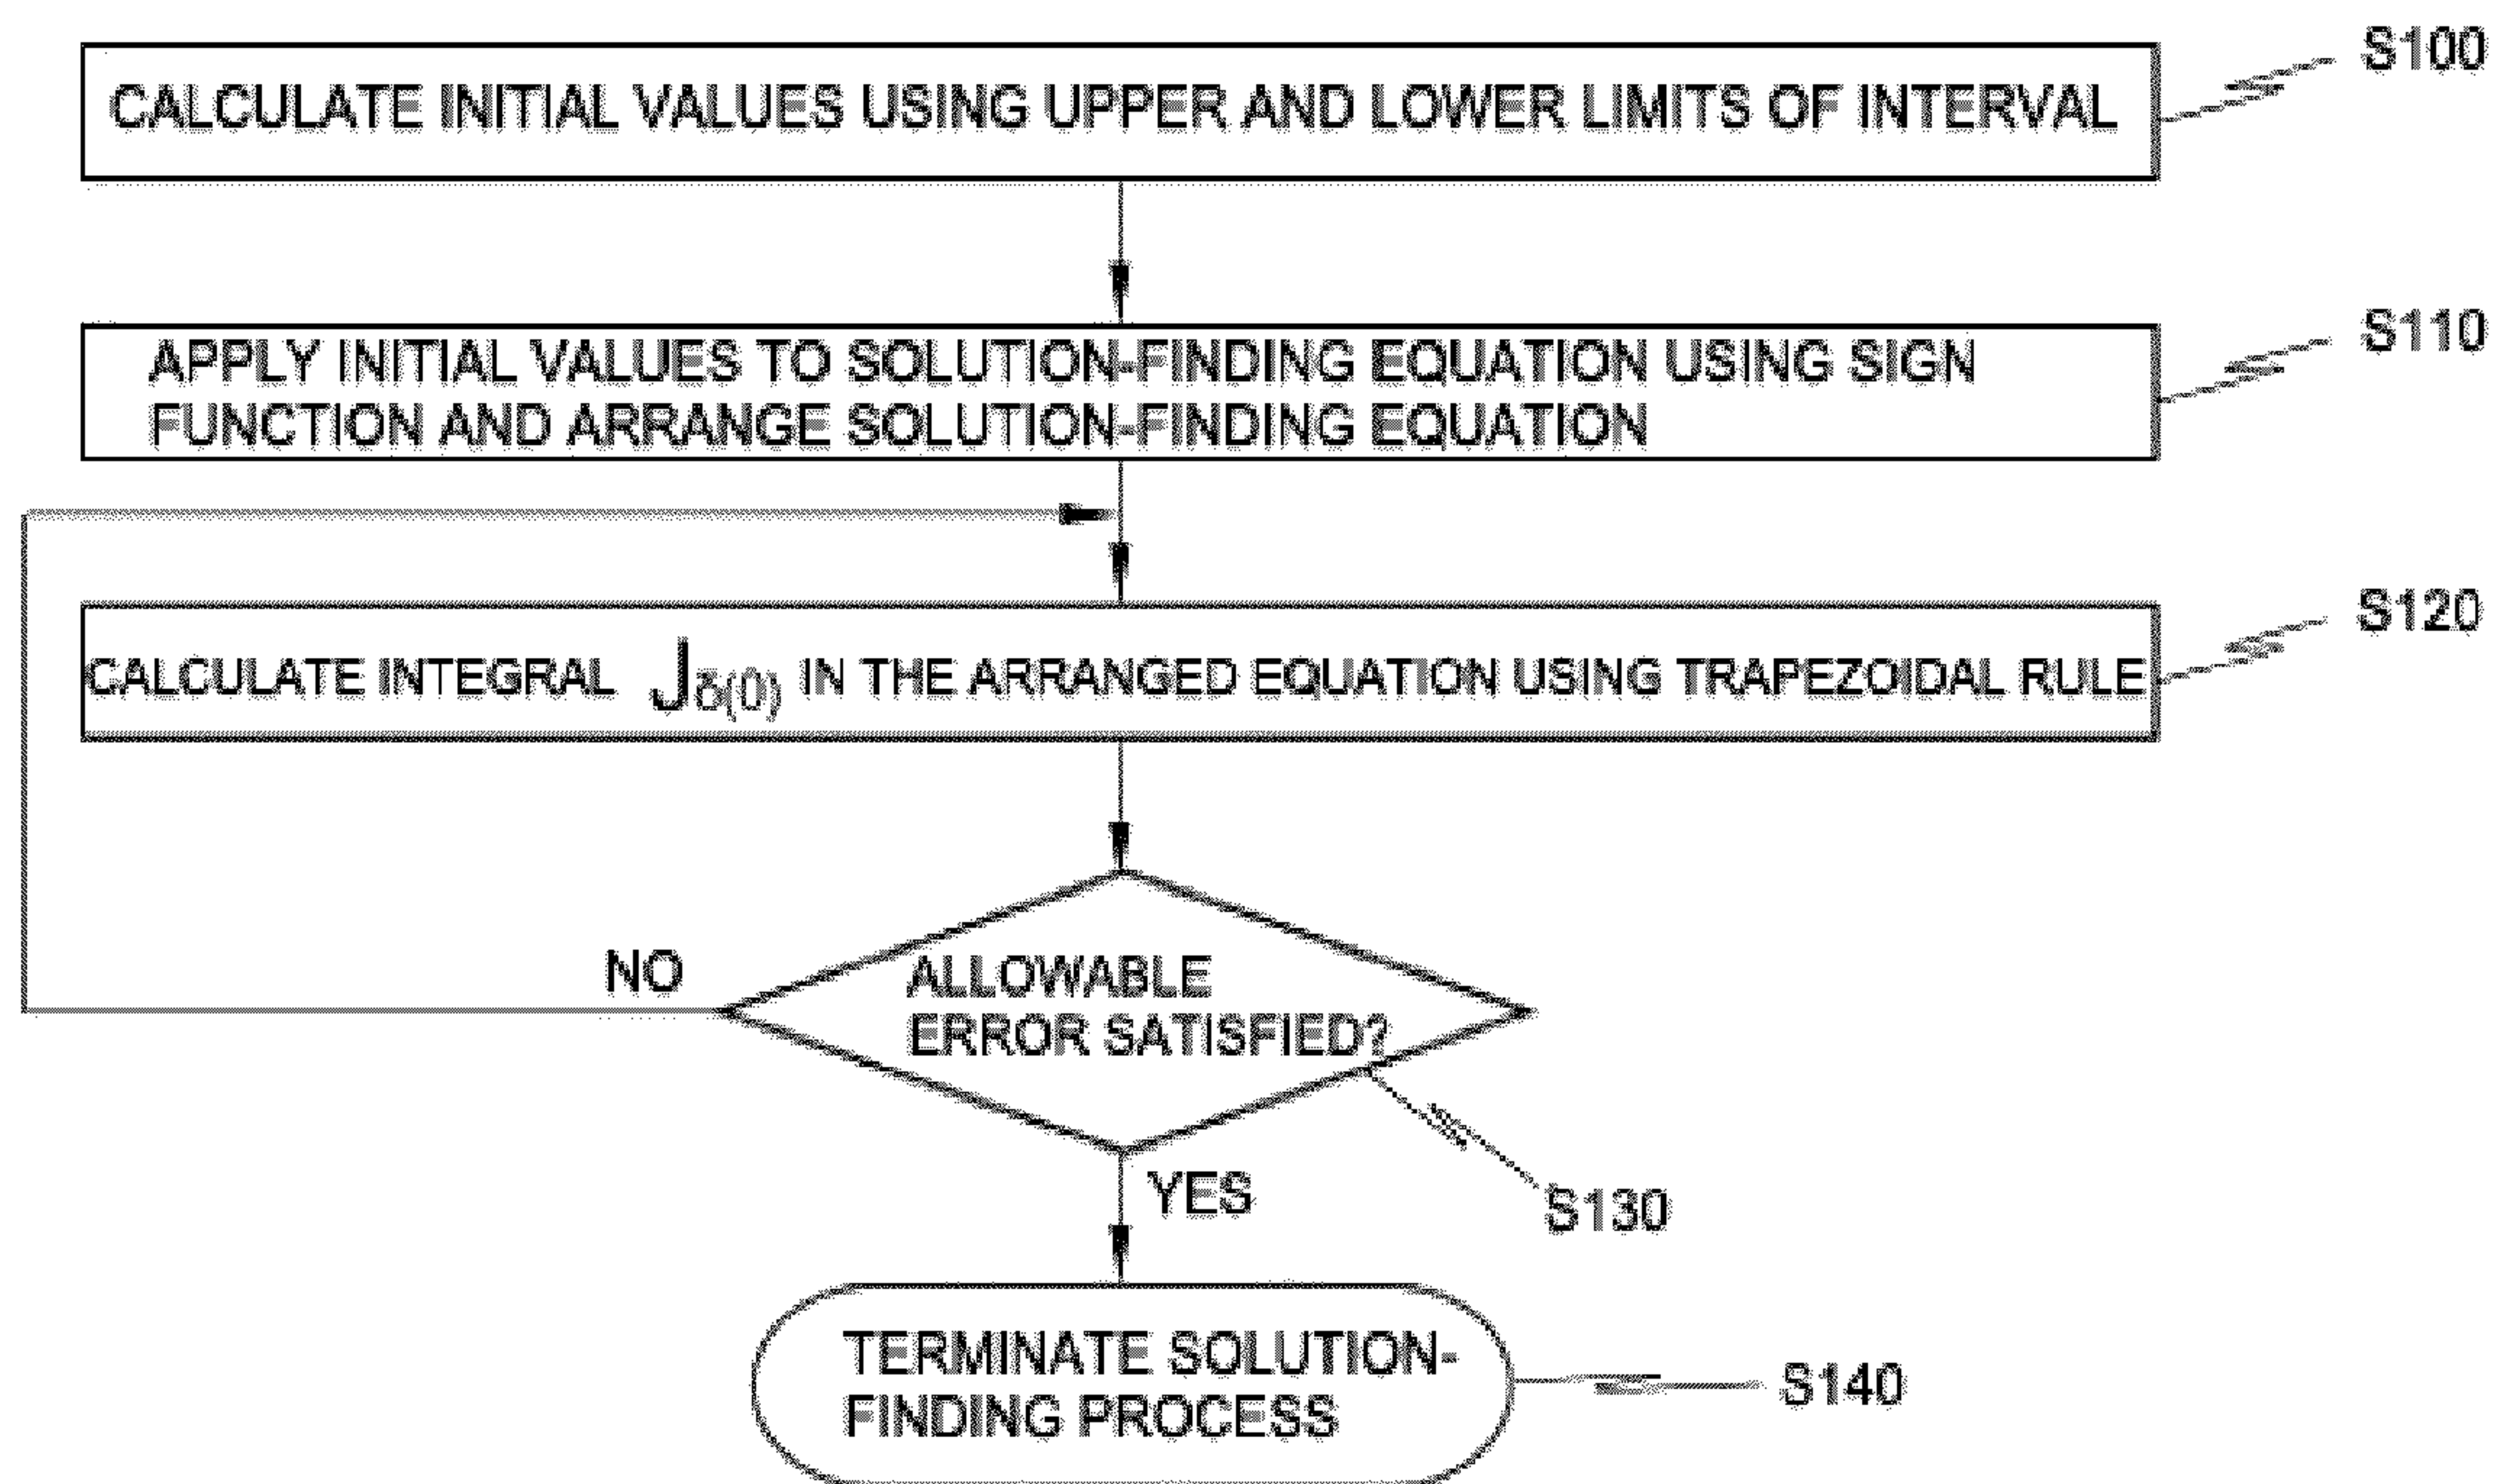 CALCULATE INITIAL VALUES USING UPPER AND LOWER LIMITS OF INTERVAL
S100
APPLY INITIAL VALUES TO SOLUTION-FINDING EQUATION USING SIGN
FUNCTION AND ARRANGE SOLUTION-FINDING EQUATION
S110
CALCULATE INTEGRAL Jδ(0) IN THE ARRANGED EQUATION USING TRAPEZOIDAL RULE
S120
NO
ALLOWABLE
ERROR SATISFIED?
YES
S130
TERMINATE SOLUTION-
FINDING PROCESS
S140